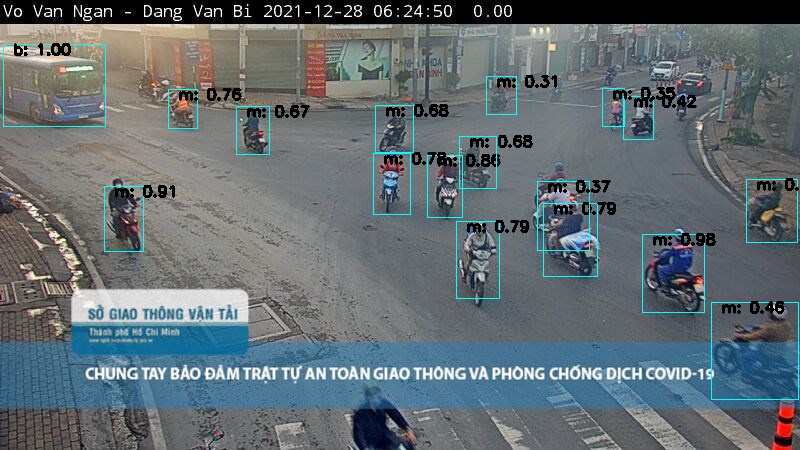 Vo Van Ngan - Dang Van Bi 2021-12-28 06:24:50 0.00
b: 1.00
m: 0.31
m: 0.76
m: 0.35
m: 0.42
m: 0.67
m: 0.68
m: 0.68
m: 0.86
m: 0.37
m: 0.91
m: 0.79
m: 0.79
m: 0.98
SỞ GIAO THÔNG VẬN TẢI
Thành phố Hồ Chí Minh
m: 0.46
CHUNG TAY BẢO ĐẢM TRẬT TỰ AN TOÀN GIAO THÔNG VÀ PHÒNG CHỐNG DỊCH COVID-19